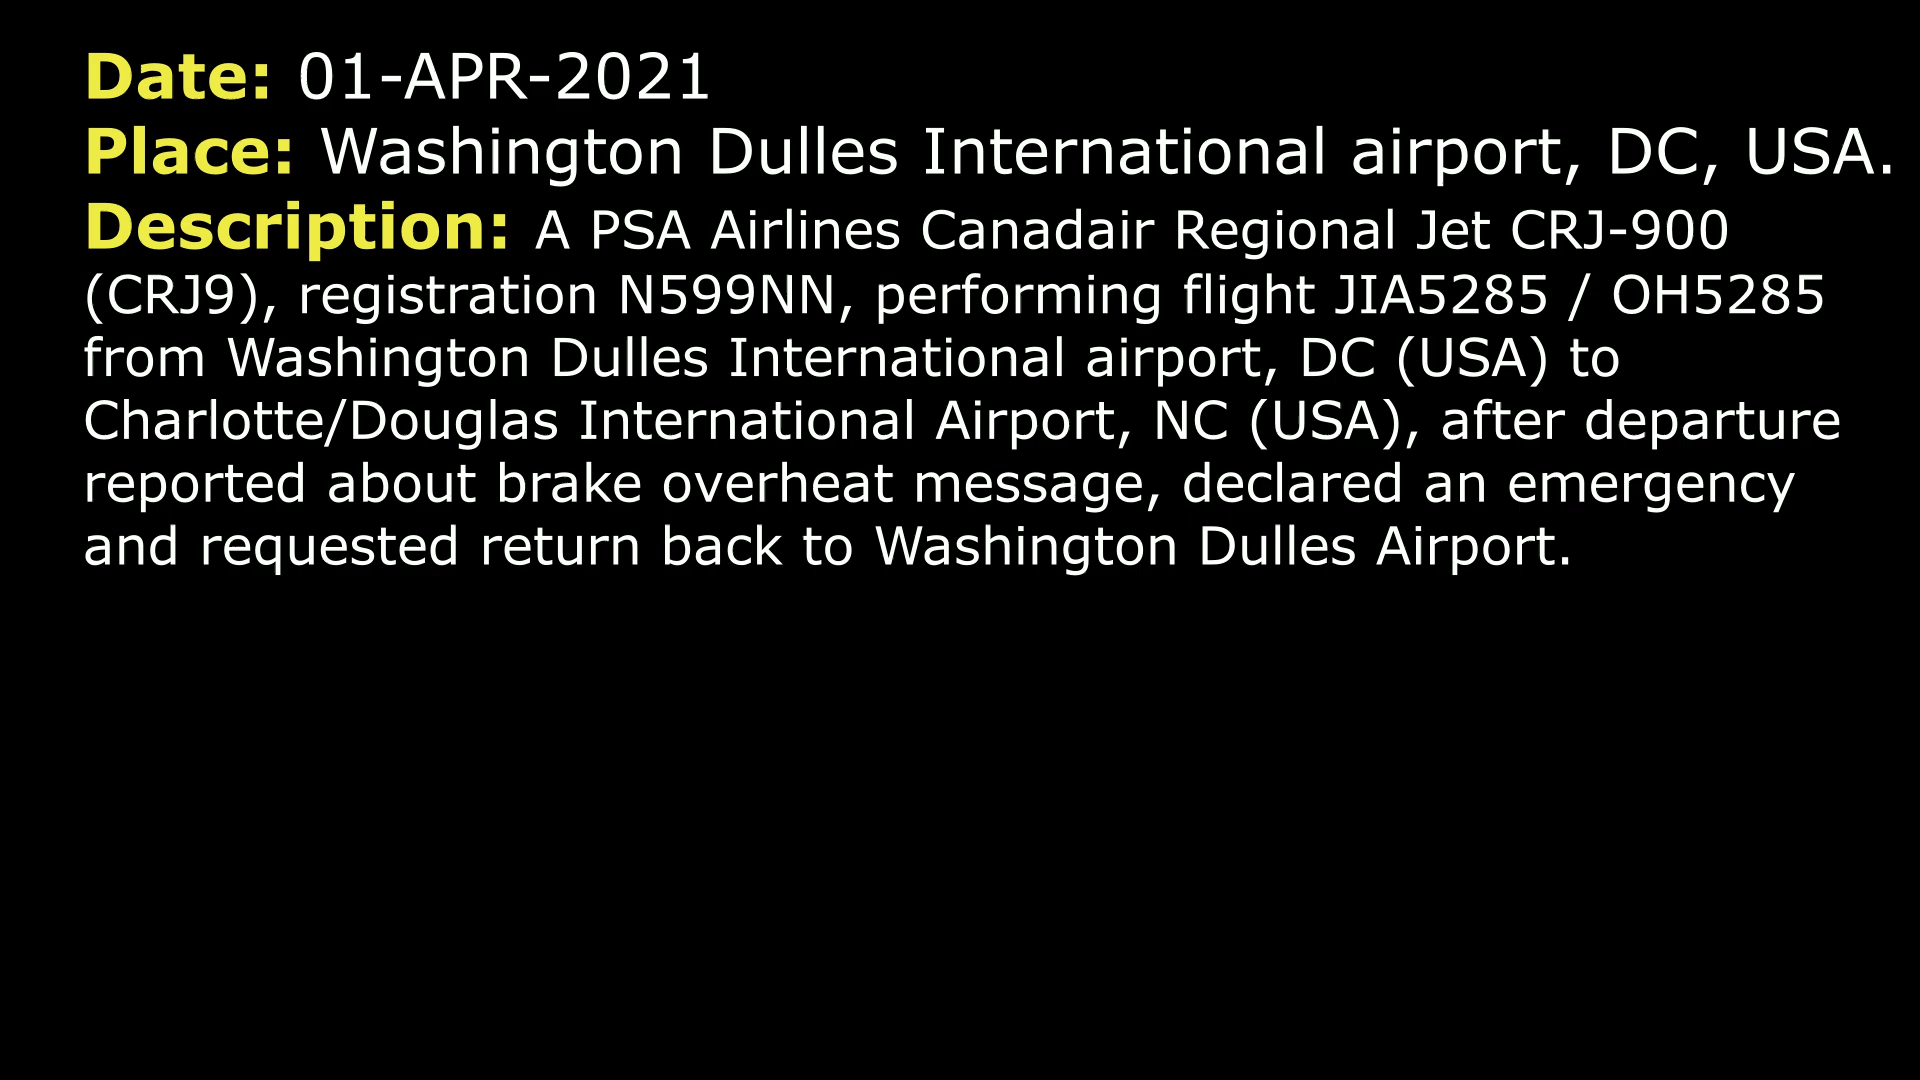 Date: 01-APR-2021
Place: Washington Dulles International airport, DC, USA.
Description: A PSA Airlines Canadair Regional Jet CRJ-900
(CRJ9), registration N599NN, performing flight JIA5285 / OH5285
from Washington Dulles International airport, DC (USA) to
Charlotte/Douglas International Airport, NC (USA), after departure
reported about brake overheat message, declared an emergency
and requested return back to Washington Dulles Airport.